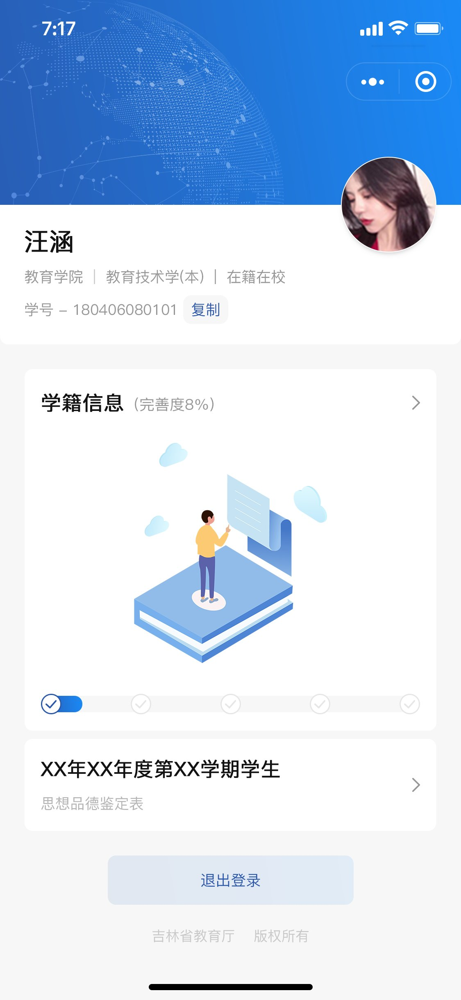 7:17
汪涵
教育学院 | 教育技术学(本) | 在籍在校
学号 – 180406080101 复制
学籍信息 (完善度8%)
XX年XX年度第XX学期学生
思想品德鉴定表
退出登录
吉林省教育厅 版权所有